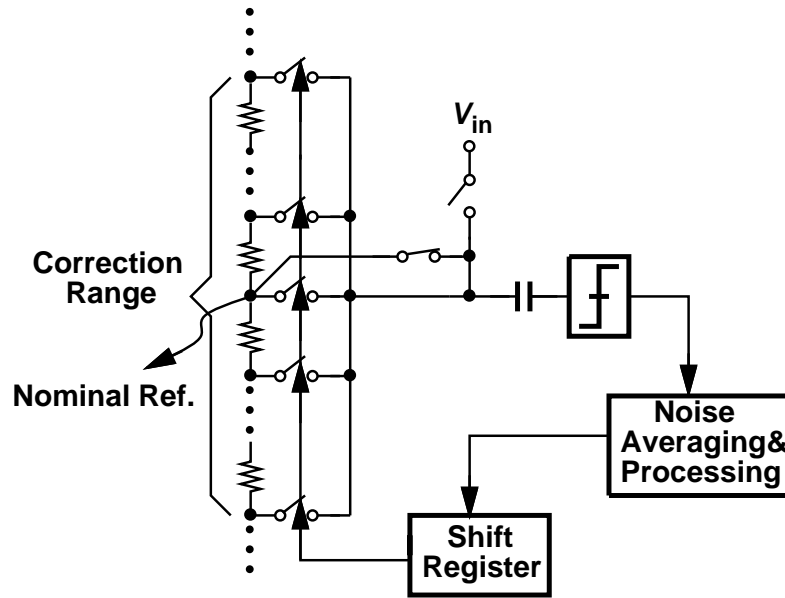 V_in
Correction
Range
Nominal Ref.
Noise
Averaging&
Processing
Shift
Register